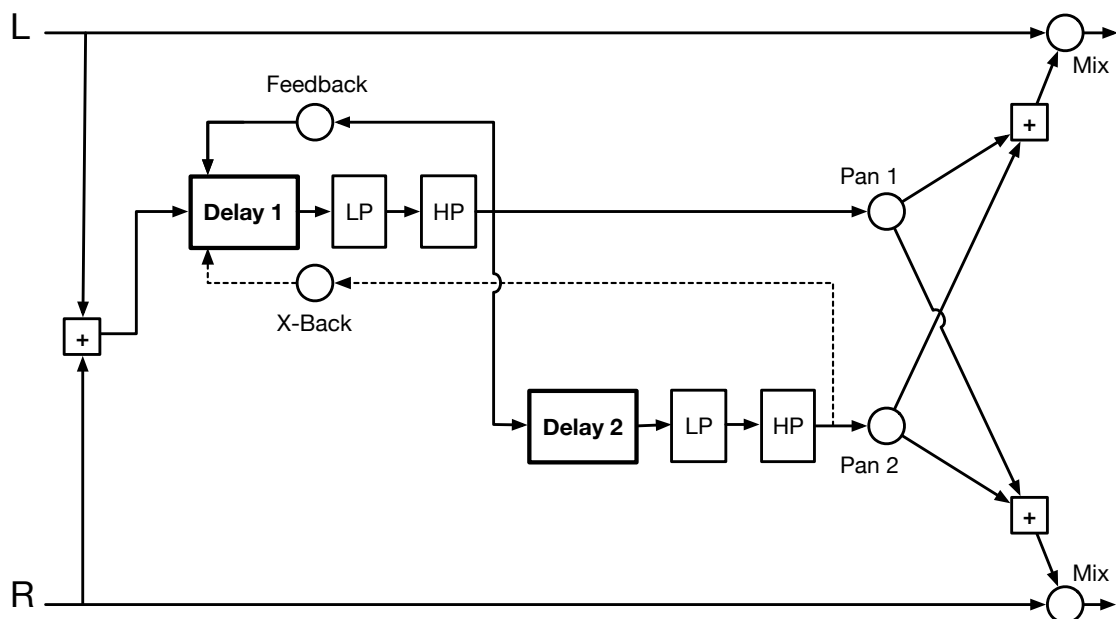 L
Mix
Feedback
+
Pan 1
Delay 1
LP
HP
X-Back
+
Delay 2
LP
HP
Pan 2
+
Mix
R